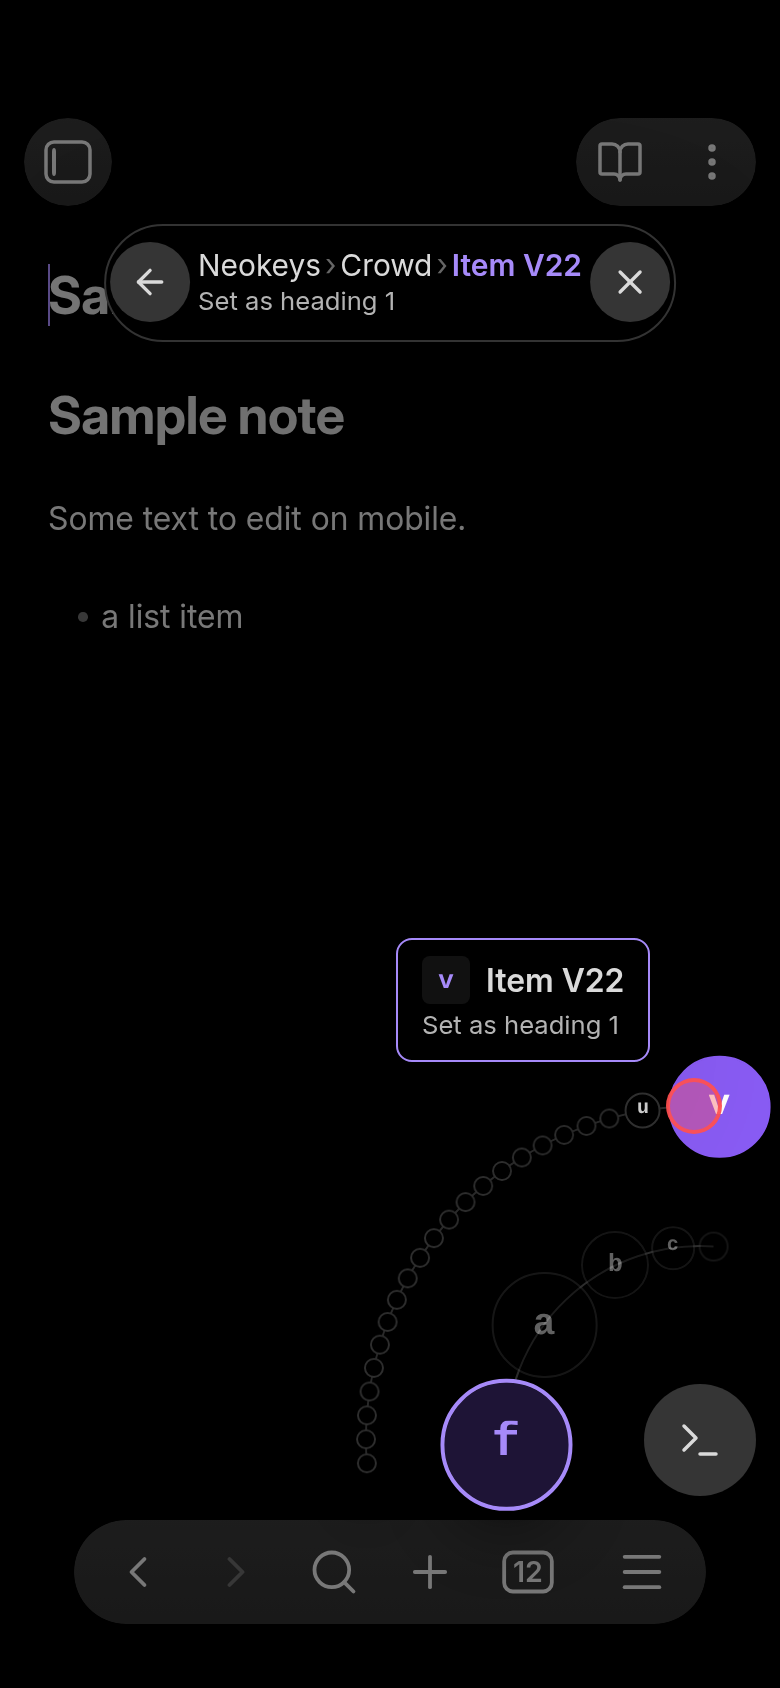 Neokeys › Crowd › Item V22
Set as heading 1
Sa
Sample note
Some text to edit on mobile.
• a list item
v Item V22
Set as heading 1
u
v
c
b
a
f
12